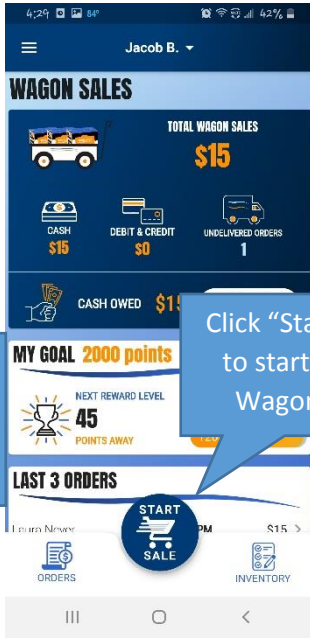 4:29 84° 42%
Jacob B.
WAGON SALES
TOTAL WAGON SALES
$15
CASH DEBIT & CREDIT UNDELIVERED ORDERS
$15 $0 1
CASH OWED
Click
to start
MY GOAL 2000 points
Wagon
NEXT REWARD LEVEL
45
POINTS AWAY
LAST 3 ORDERS
START
SALE
Laura PM $15
ORDERS INVENTORY